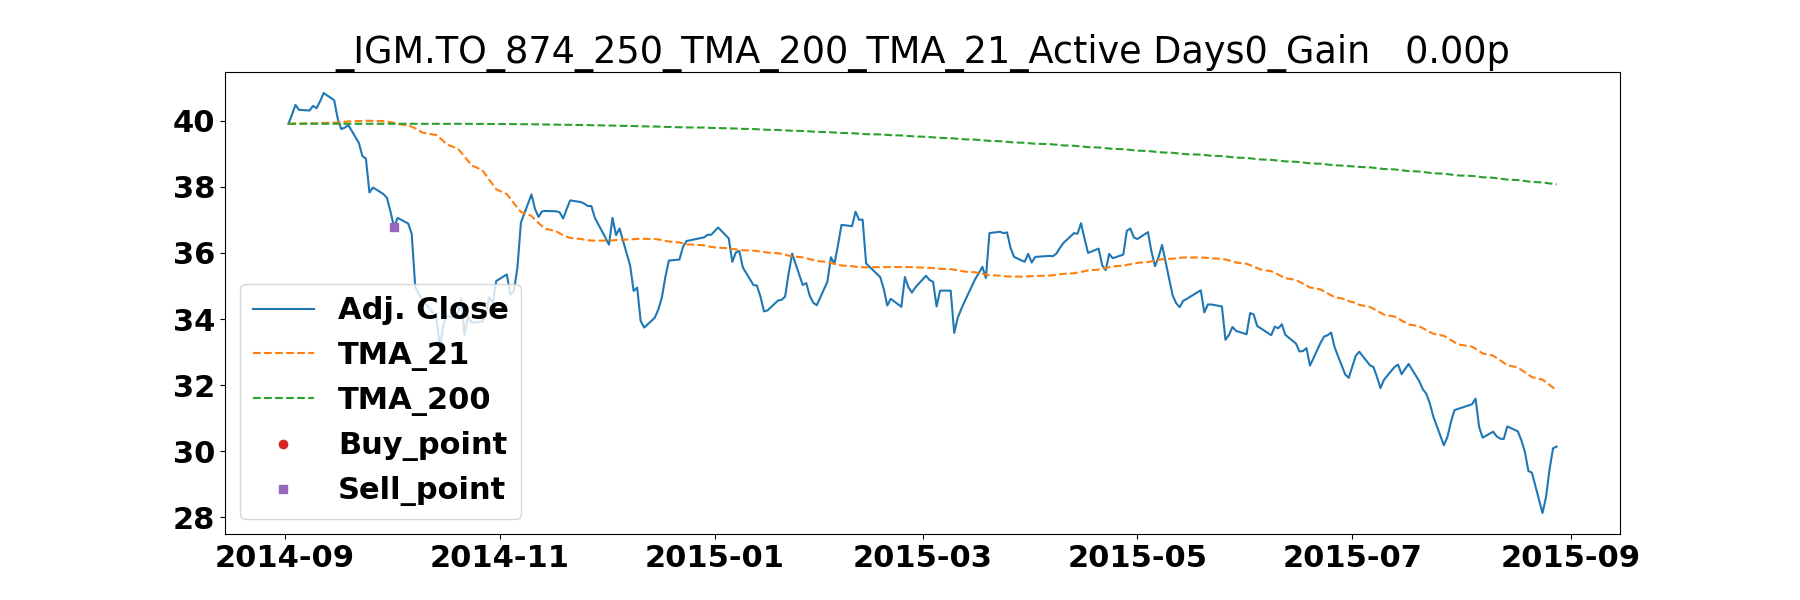 _IGM.TO_874_250_TMA_200_TMA_21_Active Days0_Gain   0.00p
40
38
36
34
32
30
28
Adj. Close
TMA_21
TMA_200
Buy_point
Sell_point
2014-09 2014-11 2015-01 2015-03 2015-05 2015-07 2015-09